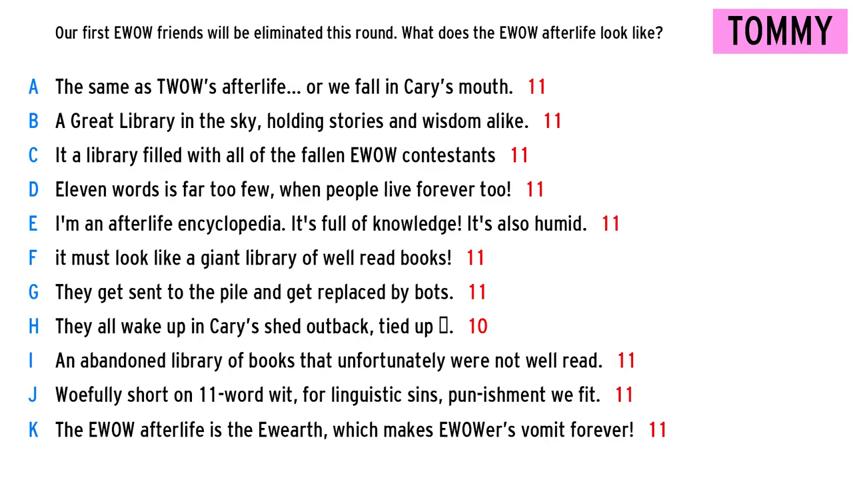 Our first EWOW friends will be eliminated this round. What does the EWOW afterlife look like?
TOMMY
A The same as TWOW's afterlife... or we fall in Cary's mouth. 11
B A Great Library in the sky, holding stories and wisdom alike. 11
C It a library filled with all of the fallen EWOW contestants 11
D Eleven words is far too few, when people live forever too! 11
E I'm an afterlife encyclopedia. It's full of knowledge! It's also humid. 11
F it must look like a giant library of well read books! 11
G They get sent to the pile and get replaced by bots. 11
H They all wake up in Cary's shed outback, tied up ▯. 10
I An abandoned library of books that unfortunately were not well read. 11
J Woefully short on 11-word wit, for linguistic sins, pun-ishment we fit. 11
K The EWOW afterlife is the Ewearth, which makes EWOWer's vomit forever! 11